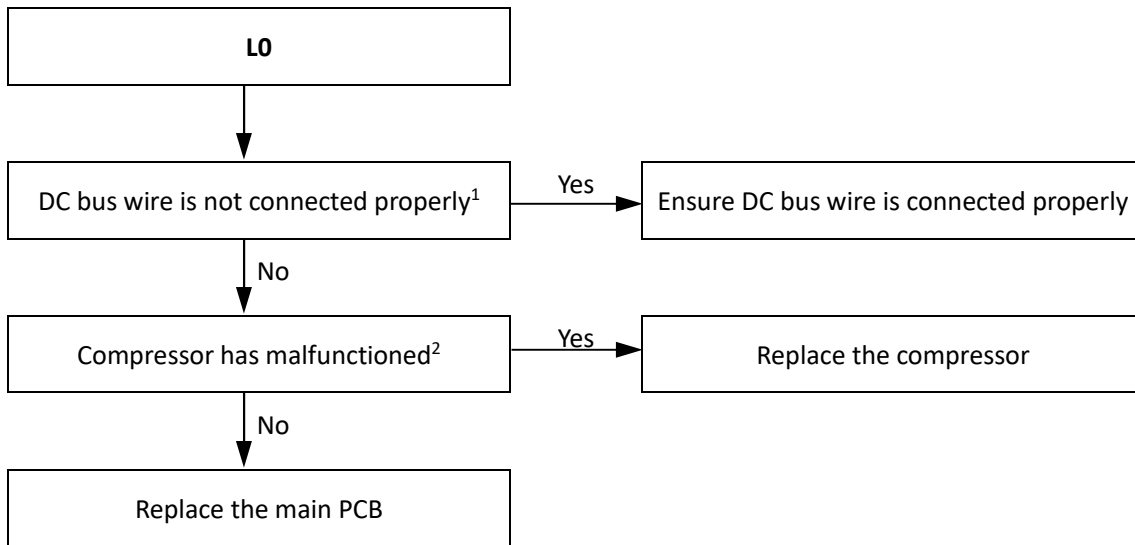 L0
DC bus wire is not connected properly¹
Yes
Ensure DC bus wire is connected properly
No
Compressor has malfunctioned²
Yes
Replace the compressor
No
Replace the main PCB